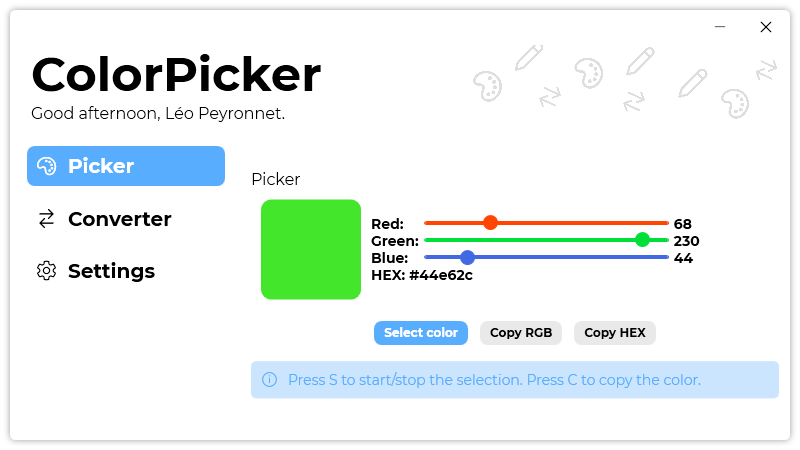 ColorPicker
Good afternoon, Léo Peyronnet.
Picker
Converter
Settings
Picker
Red: 68
Green: 230
Blue: 44
HEX: #44e62c
Select color Copy RGB Copy HEX
Press S to start/stop the selection. Press C to copy the color.